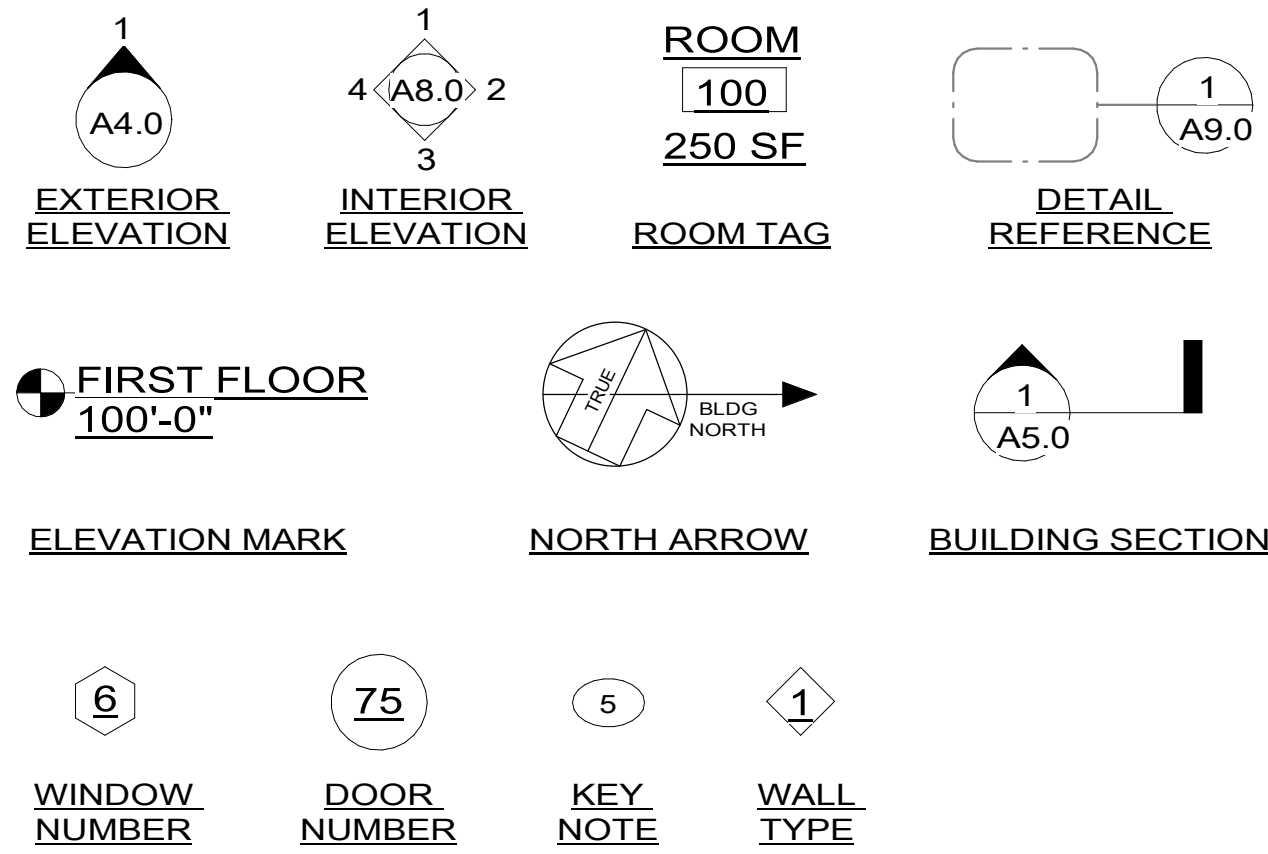 1
A4.0
EXTERIOR
ELEVATION
1
4 A8.0 2
3
INTERIOR
ELEVATION
ROOM
100
250 SF
ROOM TAG
1
A9.0
DETAIL
REFERENCE
FIRST FLOOR
100'-0"
ELEVATION MARK
TRUE
BLDG
NORTH
NORTH ARROW
1
A5.0
BUILDING SECTION
6
WINDOW
NUMBER
75
DOOR
NUMBER
5
KEY
NOTE
1
WALL
TYPE